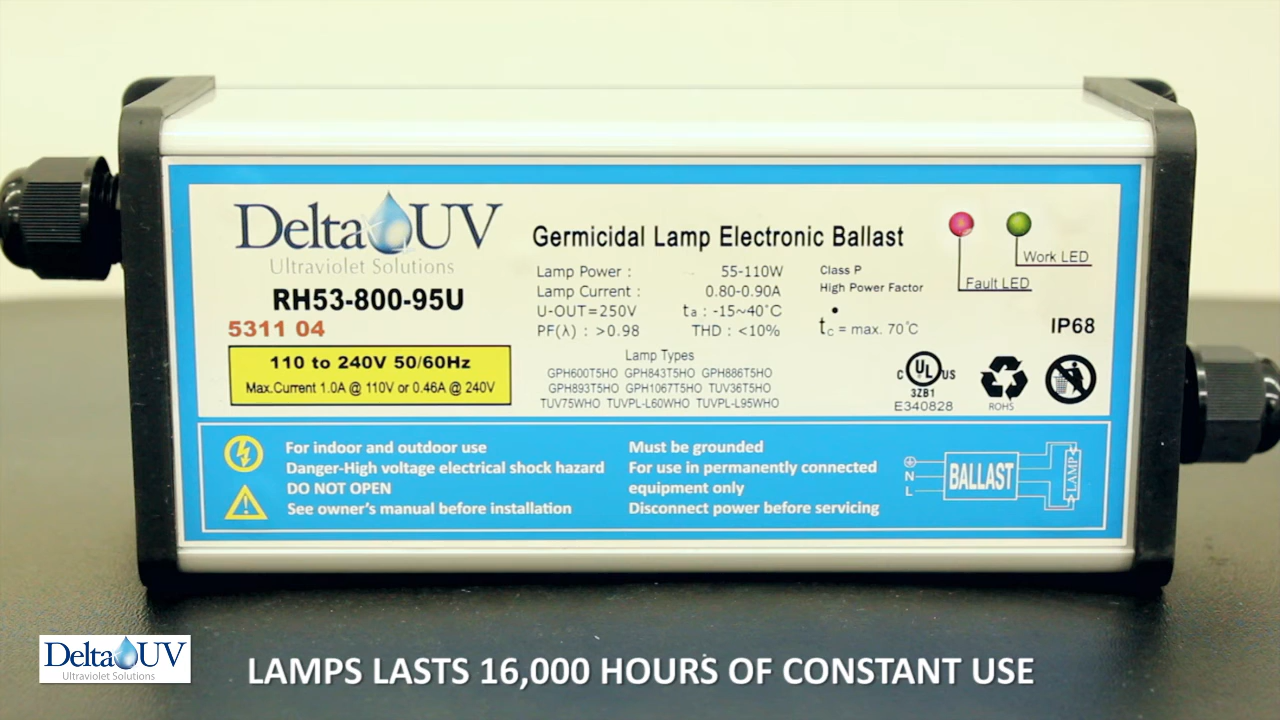 Delta UV
Ultraviolet Solutions
RH53-800-95U
5311 04
110 to 240V 50/60Hz
Max.Current 1.0A @ 110V or 0.46A @ 240V
Germicidal Lamp Electronic Ballast
Lamp Power : 55-110W
Lamp Current : 0.80-0.90A
U-OUT=250V ta : -15~40°C
PF(λ) : >0.98 THD : <10%
Class P
High Power Factor
tc = max. 70°C
Lamp Types
GPH600T5HO GPH843T5HO GPH886T5HO
GPH893T5HO GPH1067T5HO TUV36T5HO
TUV75WHO TUVPL-L60WHO TUVPL-L95WHO
Work LED
Fault LED
IP68
C UL US
3ZB1
E340828
ROHS
For indoor and outdoor use
Danger-High voltage electrical shock hazard
DO NOT OPEN
See owner's manual before installation
Must be grounded
For use in permanently connected
equipment only
Disconnect power before servicing
N
L
BALLAST
LAMP
Delta UV
Ultraviolet Solutions
LAMPS LASTS 16,000 HOURS OF CONSTANT USE